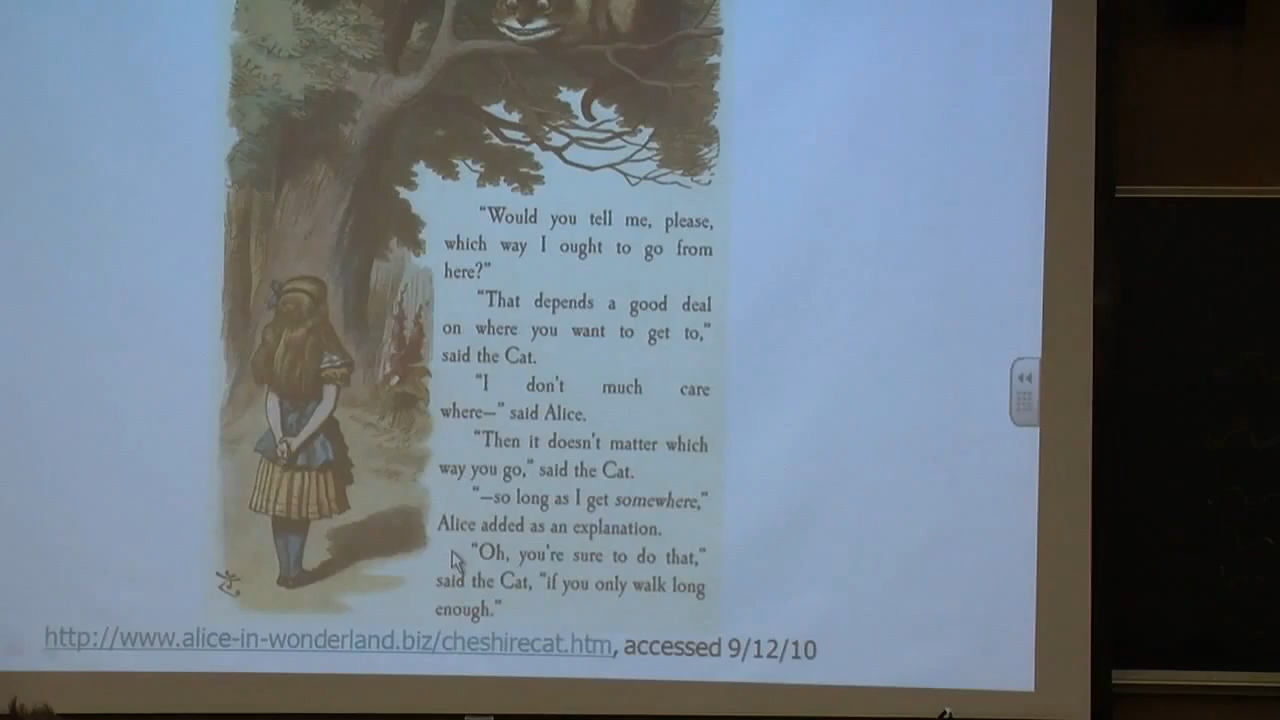 "Would you tell me, please,
which way I ought to go from
here?"
"That depends a good deal
on where you want to get to,"
said the Cat.
"I don't much care
where—" said Alice.
"Then it doesn't matter which
way you go," said the Cat.
"—so long as I get somewhere,"
Alice added as an explanation.
"Oh, you're sure to do that,"
said the Cat, "if you only walk long
enough."
http://www.alice-in-wonderland.biz/cheshirecat.htm, accessed 9/12/10